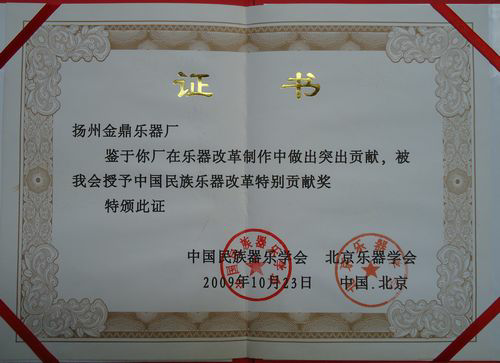 证 书
扬州金鼎乐器厂
鉴于你厂在乐器改革制作中做出突出贡献，被
我会授予中国民族乐器改革特别贡献奖
特颁此证
中国民族器乐学会 北京乐器学会
2009年10月23日 中国.北京